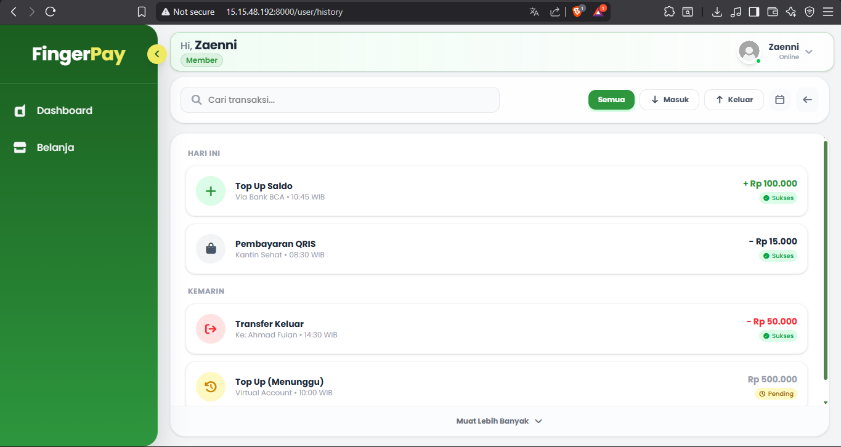 Not secure 15.15.48.192:8000/user/history
FingerPay
Hi, Zaenni
Member
Zaenni
Online
Dashboard
Belanja
Cari transaksi...
Semua
Masuk
Keluar
HARI INI
Top Up Saldo
+ Rp 100.000
Via Bank BCA • 10:45 WIB
Sukses
Pembayaran QRIS
- Rp 15.000
Kantin Sehat • 08:30 WIB
Sukses
KEMARIN
Transfer Keluar
- Rp 50.000
Ke: Ahmad Fulan • 14:30 WIB
Sukses
Top Up (Menunggu)
Rp 500.000
Virtual Account • 10:00 WIB
Pending
Muat Lebih Banyak